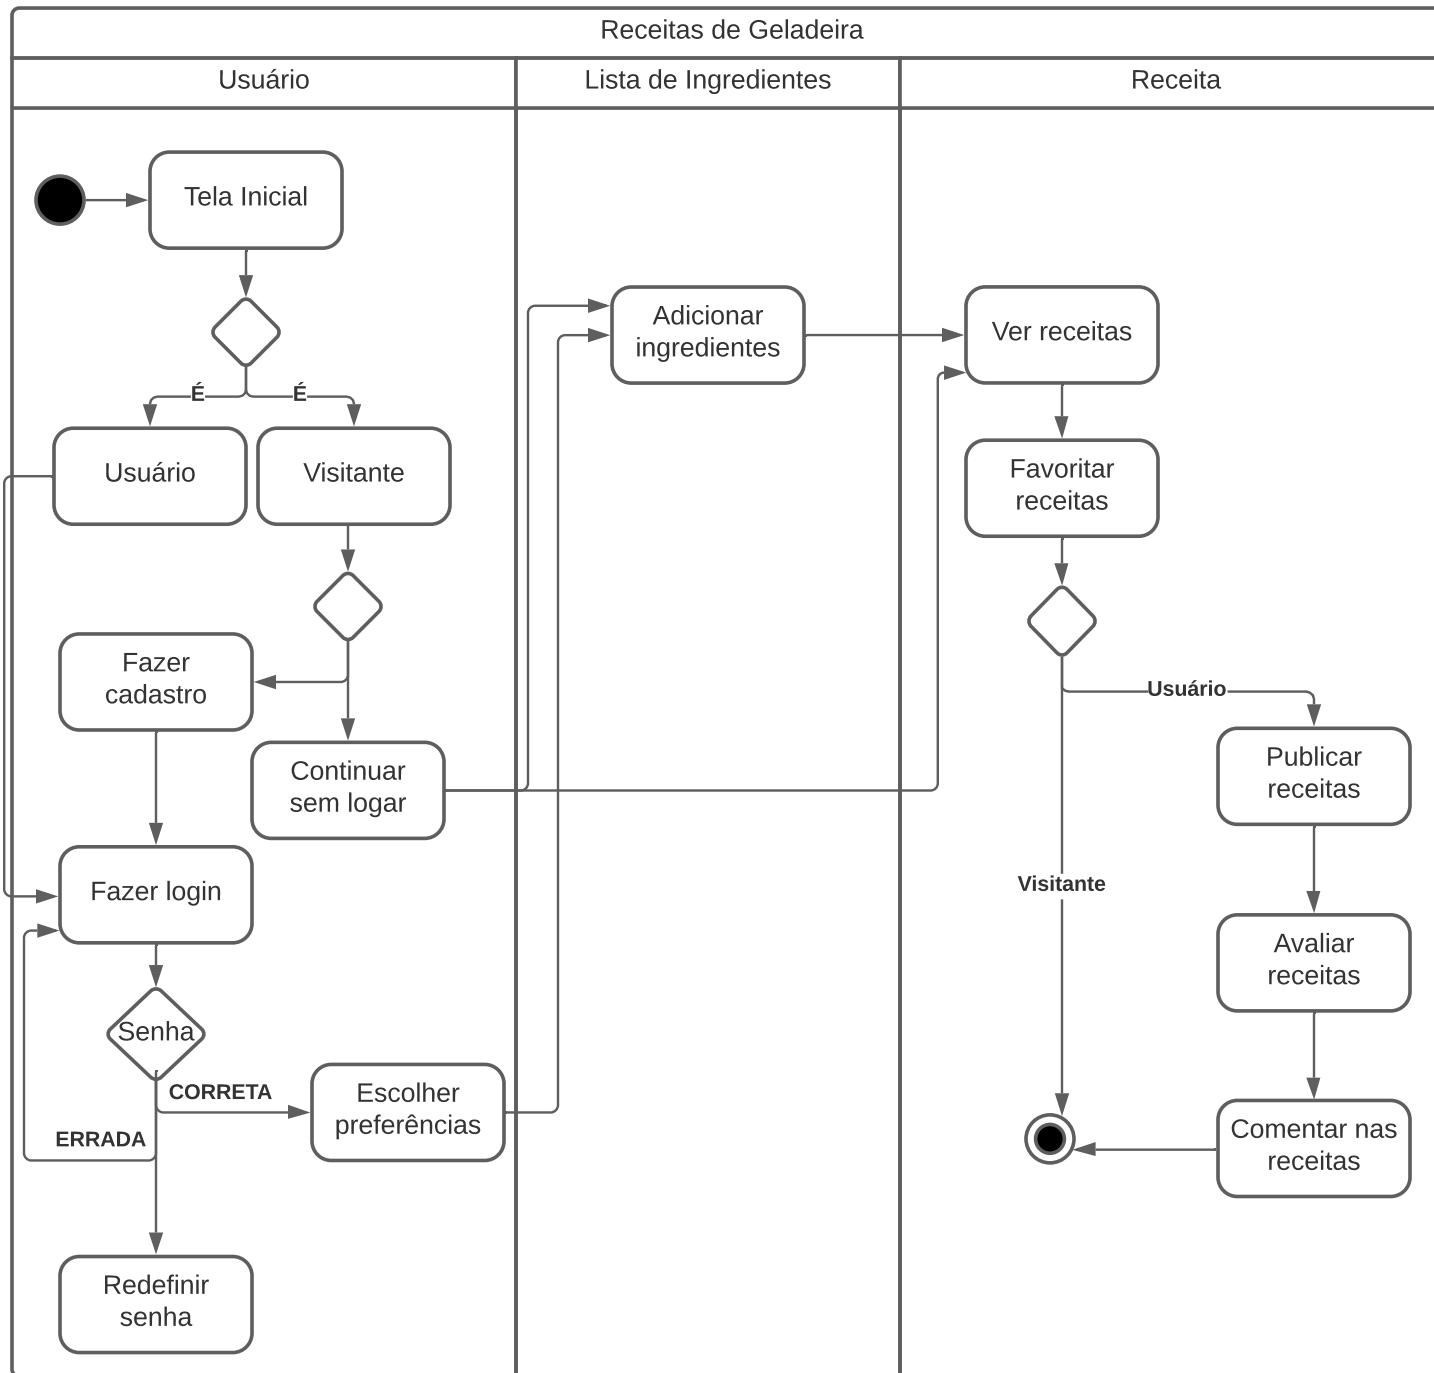 Receitas de Geladeira
Usuário
Lista de Ingredientes
Receita
Tela Inicial
É
É
Usuário
Visitante
Fazer
cadastro
Continuar
sem logar
Fazer login
Senha
CORRETA
ERRADA
Escolher
preferências
Redefinir
senha
Adicionar
ingredientes
Ver receitas
Favoritar
receitas
Usuário
Visitante
Publicar
receitas
Avaliar
receitas
Comentar nas
receitas